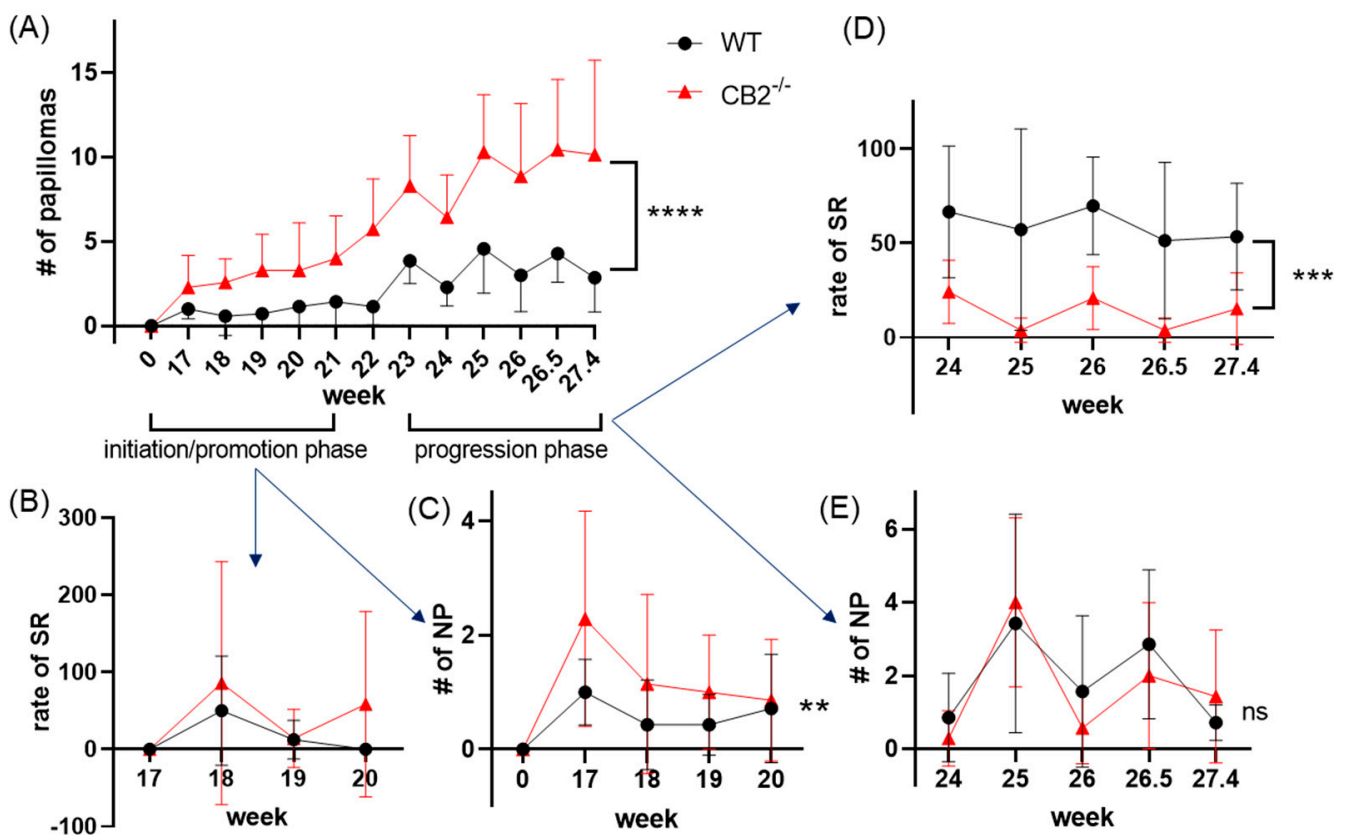 (A)
# of papillomas
15
10
5
0
0 17 18 19 20 21 22 23 24 25 26 26.5 27.4
week
WT
CB2-/-
****
initiation/promotion phase
progression phase
(D)
rate of SR
100
50
0
24 25 26 26.5 27.4
week
***
(B)
rate of SR
300
200
100
0
-100
17 18 19 20
week
(C)
# of NP
4
2
0
0 17 18 19 20
week
**
(E)
# of NP
6
4
2
0
24 25 26 26.5 27.4
week
ns